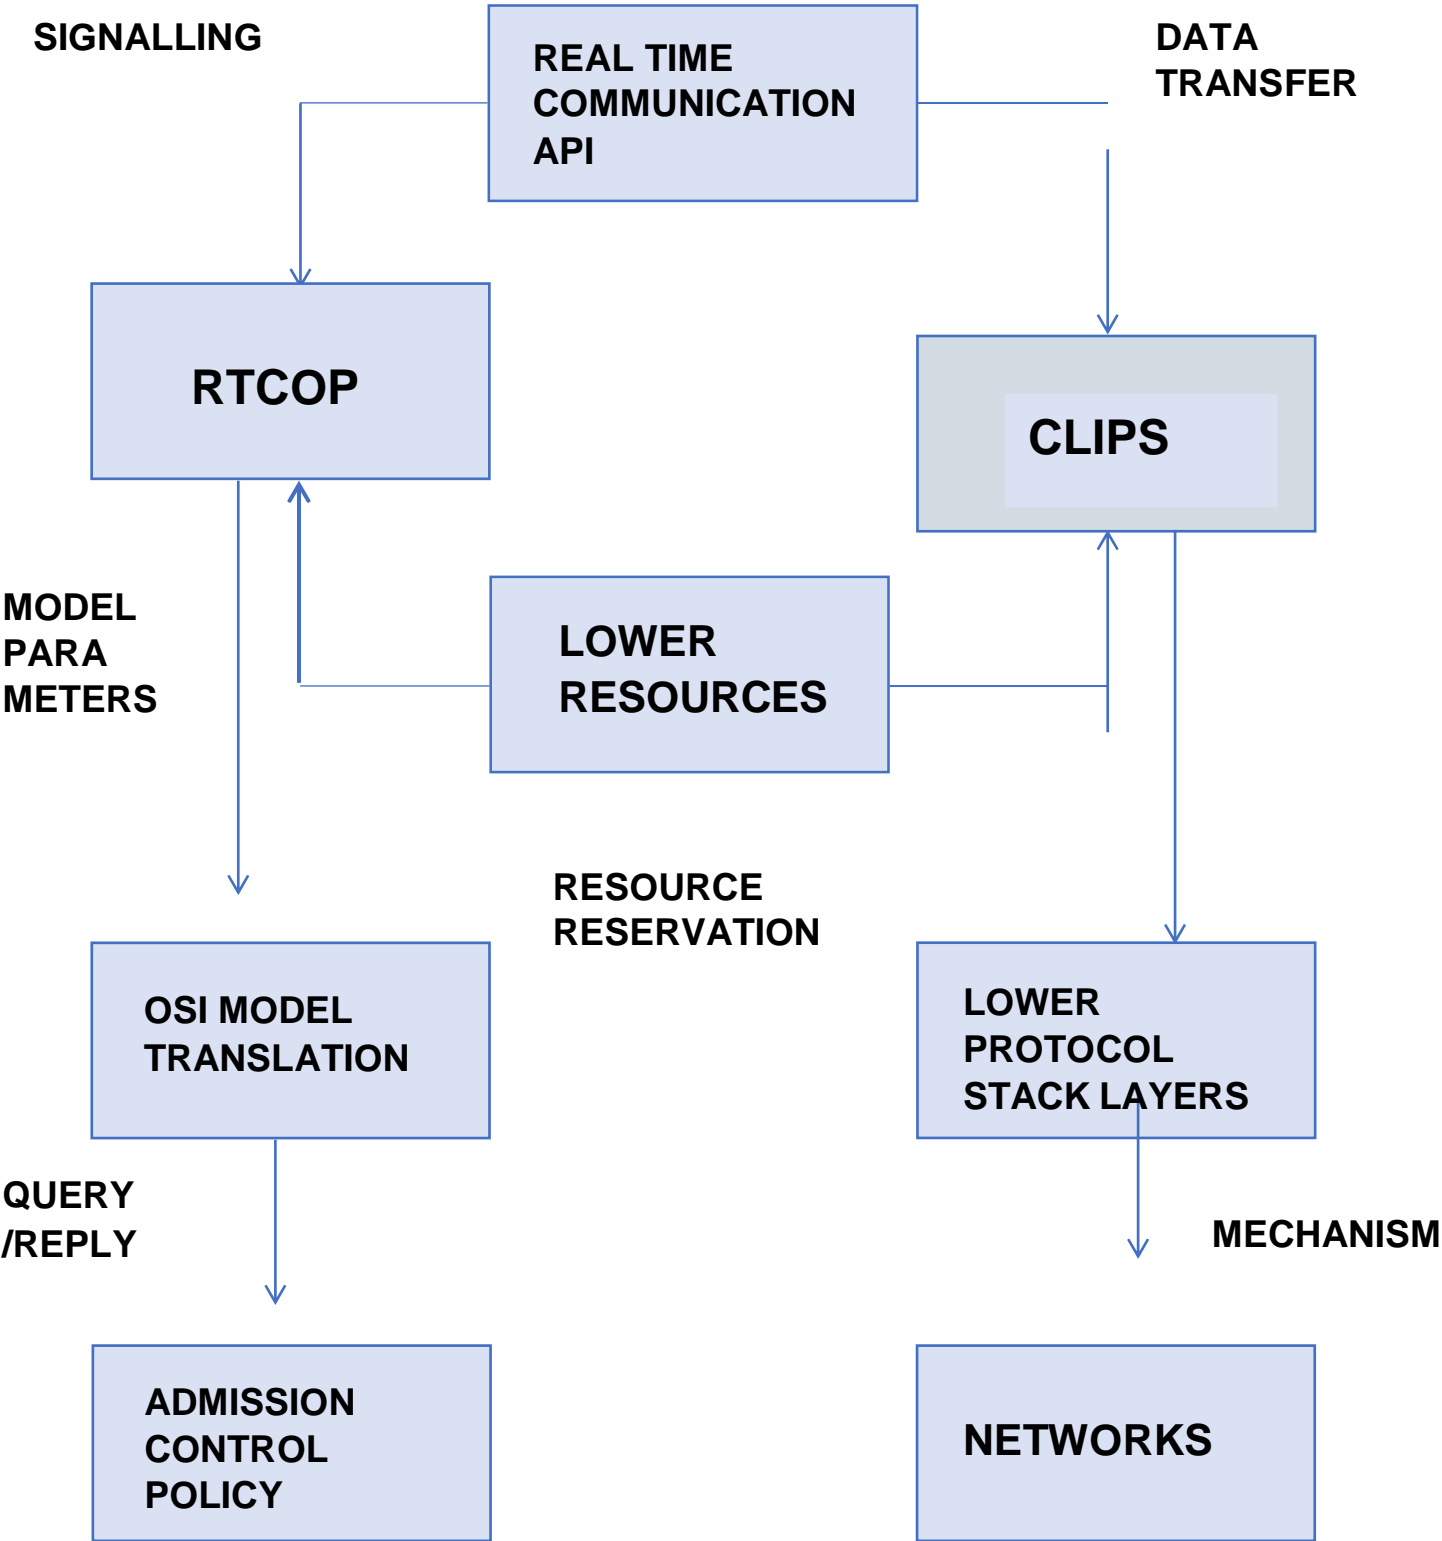 SIGNALLING
REAL TIME
COMMUNICATION
API
DATA
TRANSFER
RTCOP
CLIPS
MODEL
PARA
METERS
LOWER
RESOURCES
RESOURCE
RESERVATION
OSI MODEL
TRANSLATION
LOWER
PROTOCOL
STACK LAYERS
QUERY
/REPLY
MECHANISM
ADMISSION
CONTROL
POLICY
NETWORKS